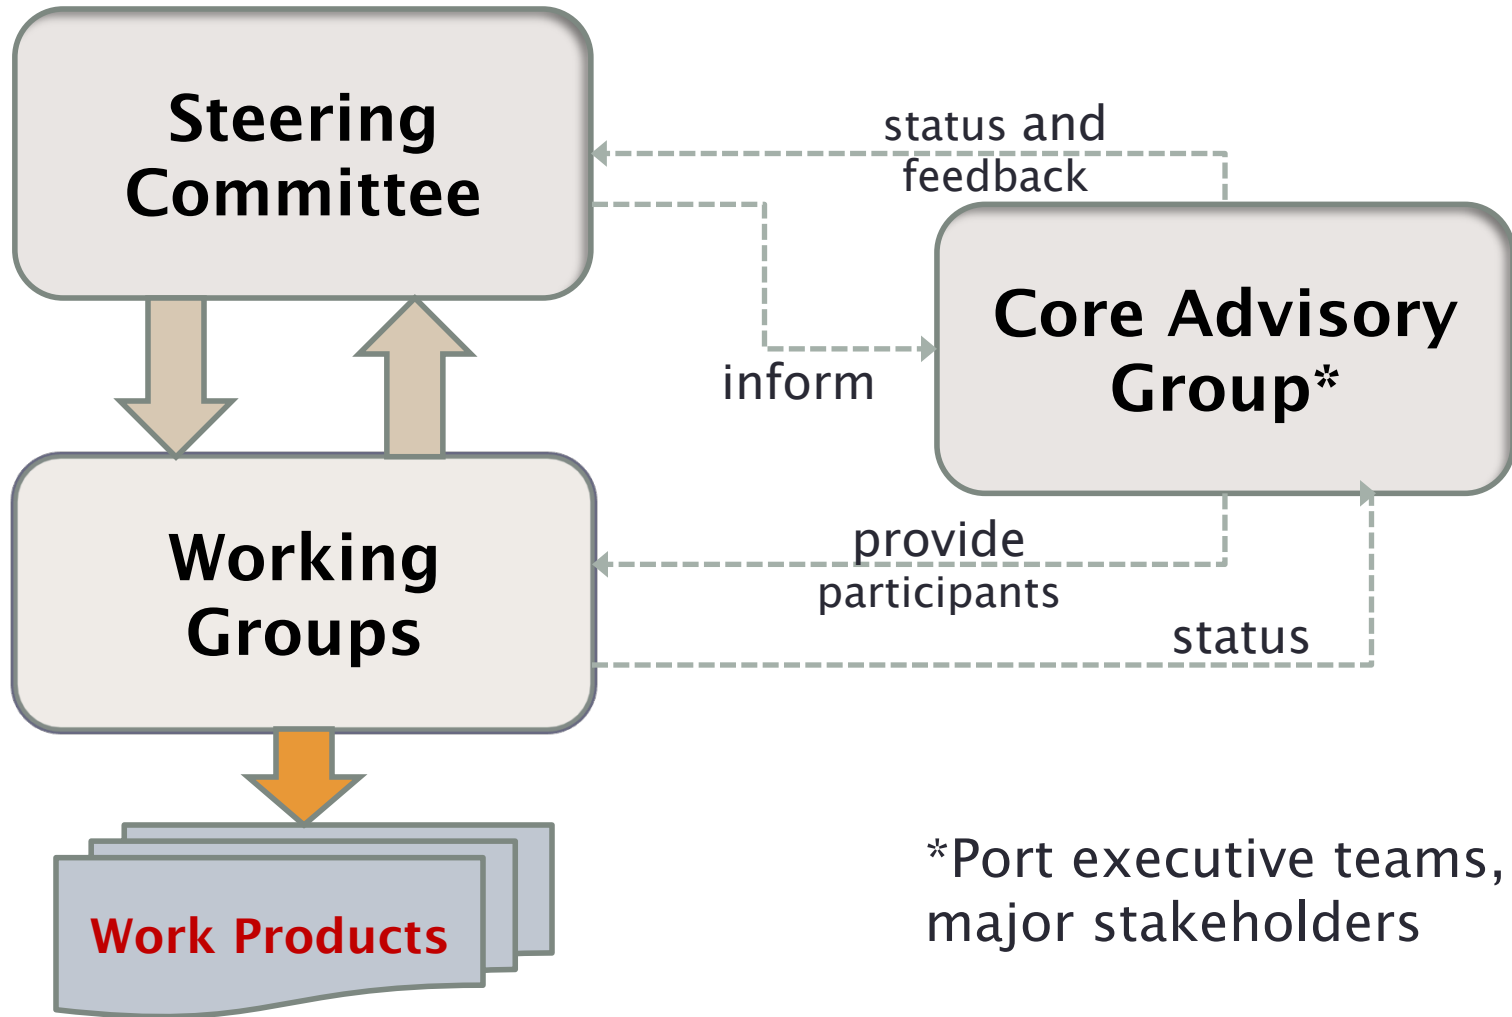 Steering
Committee
status and
feedback
Core Advisory
Group*
inform
Working
Groups
provide
participants
status
Work Products
*Port executive teams,
major stakeholders